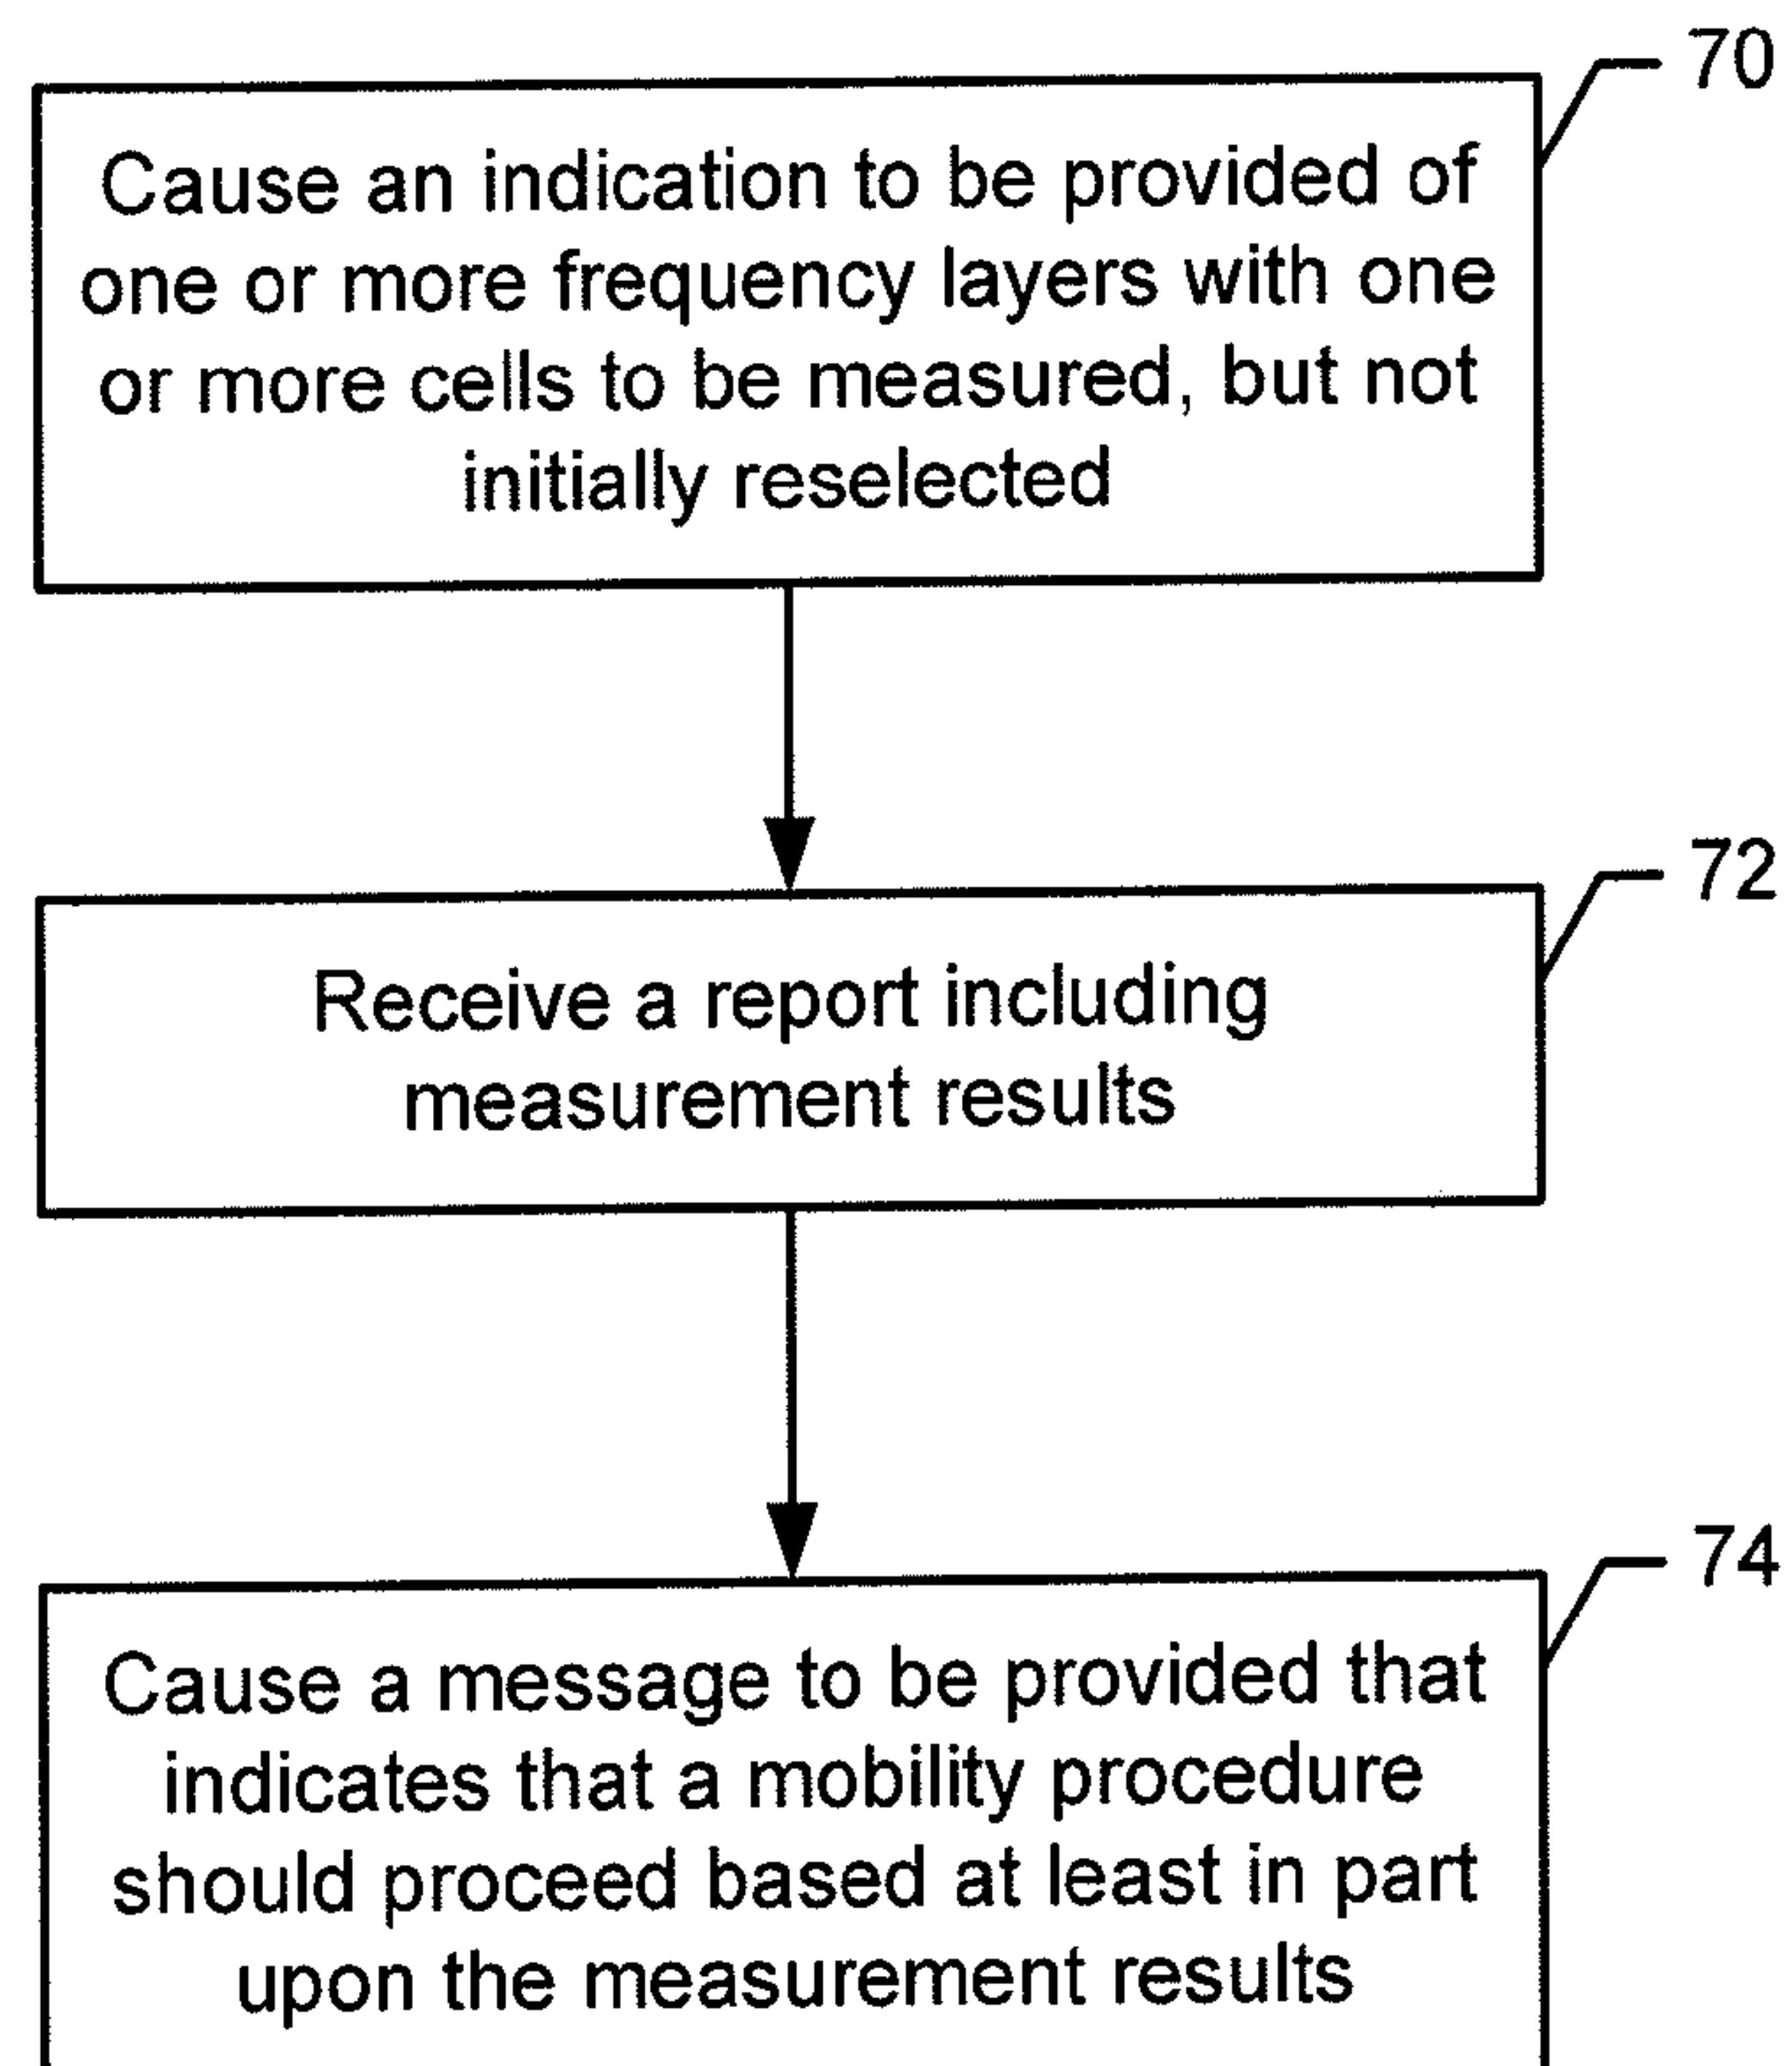 70
Cause an indication to be provided of
one or more frequency layers with one
or more cells to be measured, but not
initially reselected
72
Receive a report including
measurement results
74
Cause a message to be provided that
indicates that a mobility procedure
should proceed based at least in part
upon the measurement results